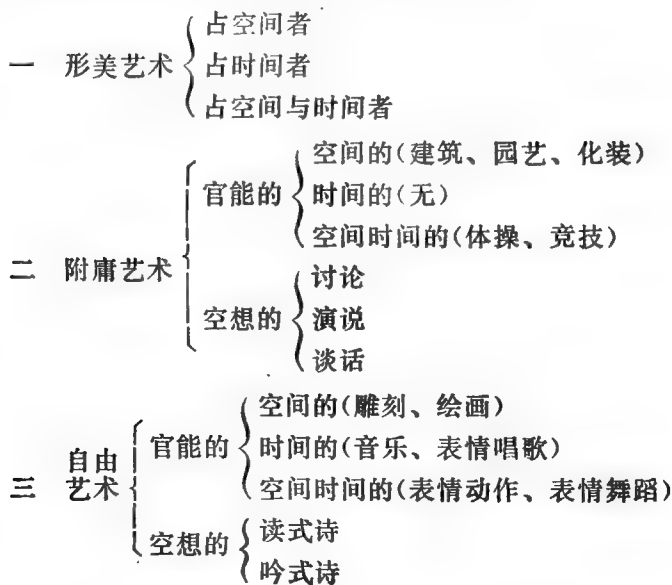 一 形美艺术
占空间者
占时间者
占空间与时间者
二 附庸艺术
官能的
空间的(建筑、园艺、化装)
时间的(无)
空间时间的(体操、竞技)
空想的
讨论
演说
谈话
三 自由艺术
官能的
空间的(雕刻、绘画)
时间的(音乐、表情唱歌)
空间时间的(表情动作、表情舞蹈)
空想的
读式诗
吟式诗